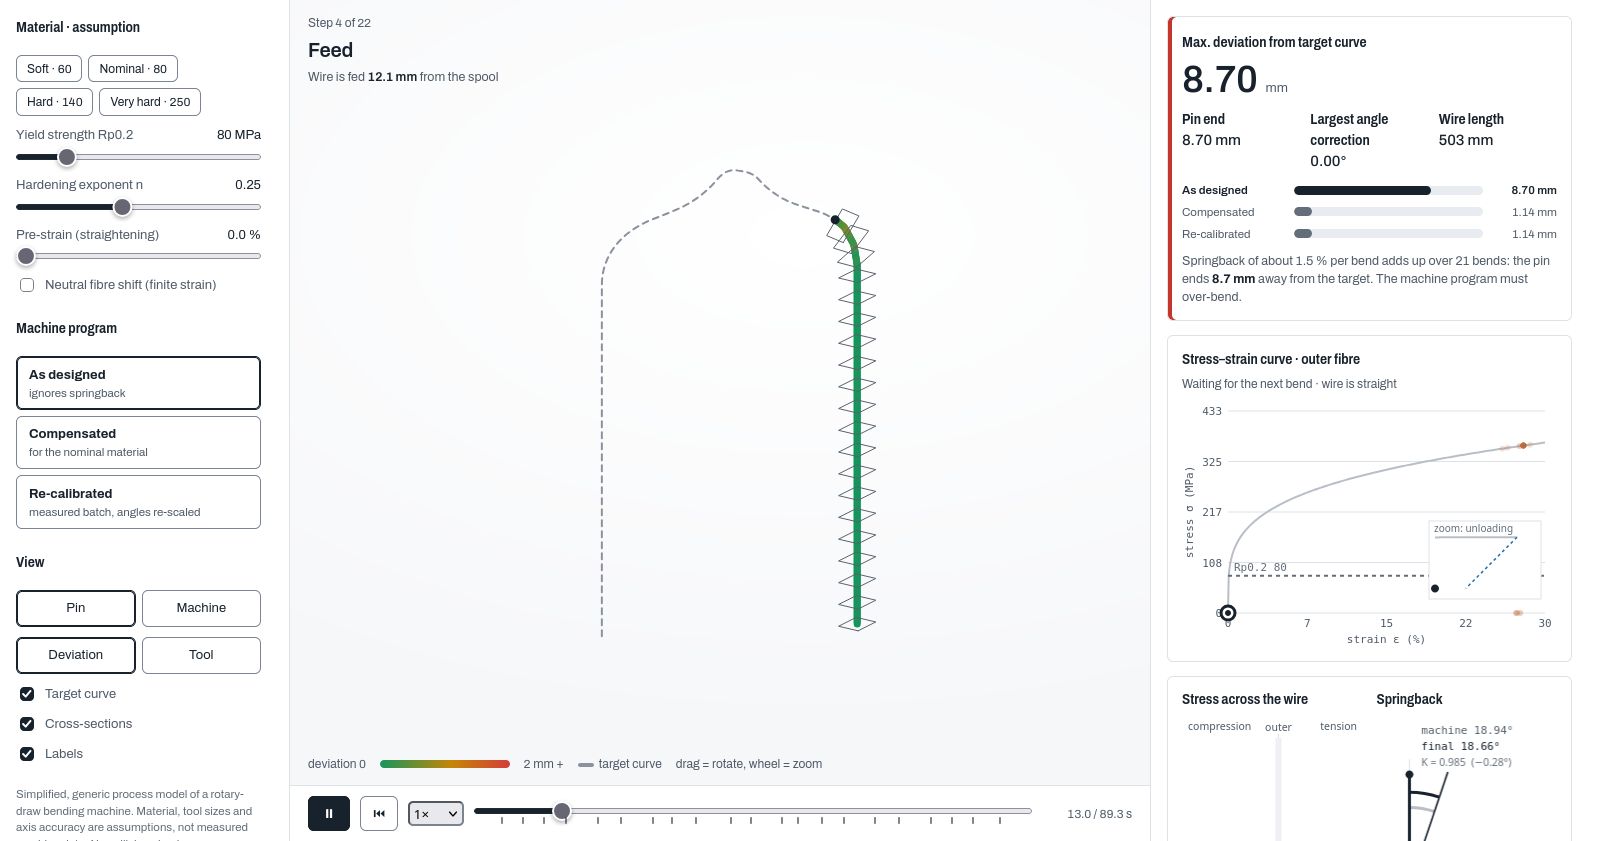 Material · assumption
Soft · 60
Nominal · 80
Hard · 140
Very hard · 250
Yield strength Rp0.2 80 MPa
Hardening exponent n 0.25
Pre-strain (straightening) 0.0 %
Neutral fibre shift (finite strain)
Machine program
As designed
ignores springback
Compensated
for the nominal material
Re-calibrated
measured batch, angles re-scaled
View
Pin
Machine
Deviation
Tool
Target curve
Cross-sections
Labels
Simplified, generic process model of a rotary-
draw bending machine. Material, tool sizes and
axis accuracy are assumptions, not measured
Step 4 of 22
Feed
Wire is fed 12.1 mm from the spool
deviation 0
2 mm +
target curve
drag = rotate, wheel = zoom
1×
13.0 / 89.3 s
Max. deviation from target curve
8.70 mm
Pin end
8.70 mm
Largest angle
correction
0.00°
Wire length
503 mm
As designed 8.70 mm
Compensated 1.14 mm
Re-calibrated 1.14 mm
Springback of about 1.5 % per bend adds up over 21 bends: the pin
ends 8.7 mm away from the target. The machine program must
over-bend.
Stress–strain curve · outer fibre
Waiting for the next bend · wire is straight
433
325
217
108
0
stress σ (MPa)
Rp0.2 80
zoom: unloading
0 7 15 22 30
strain ε (%)
Stress across the wire
compression outer tension
Springback
machine 18.94°
final 18.66°
K = 0.985 (−0.28°)